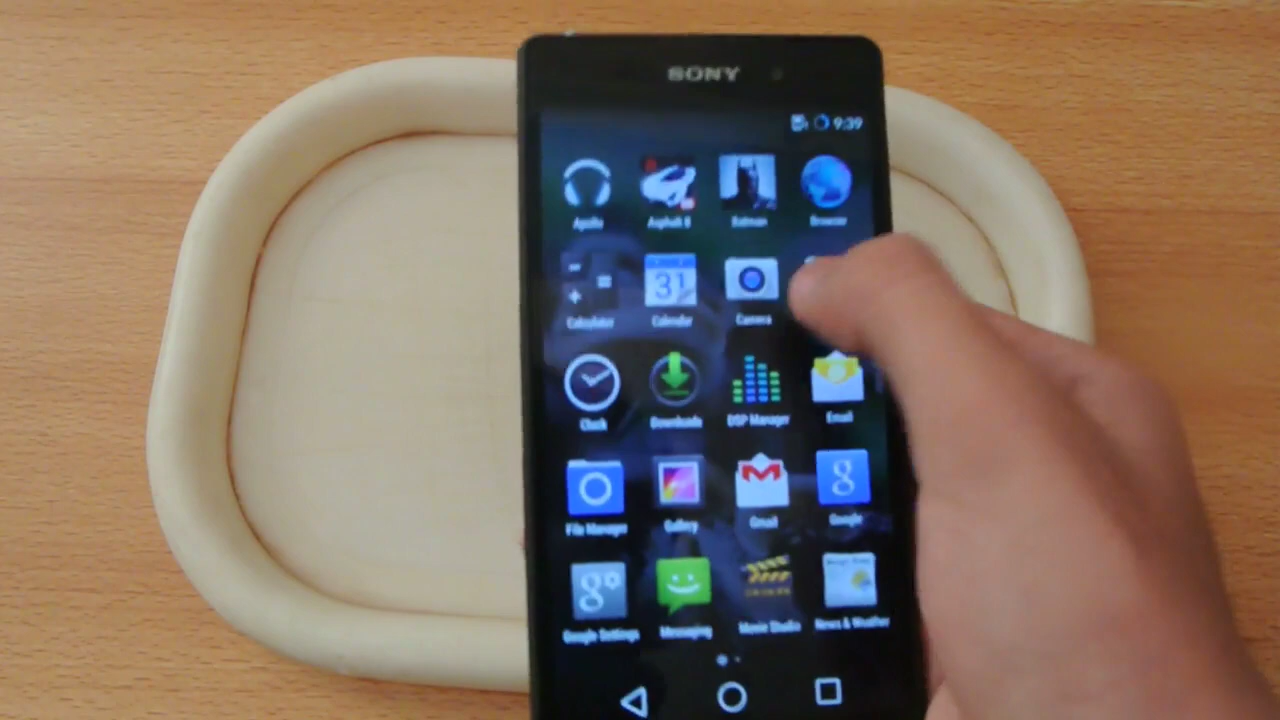 SONY
9:39
Apollo Asphalt 8 Batman Browser
31
Calculator Calendar Camera
Clock Downloads DSP Manager Email
File Manager Gallery Gmail Google
Google Settings Messaging Movie Studio News & Weather